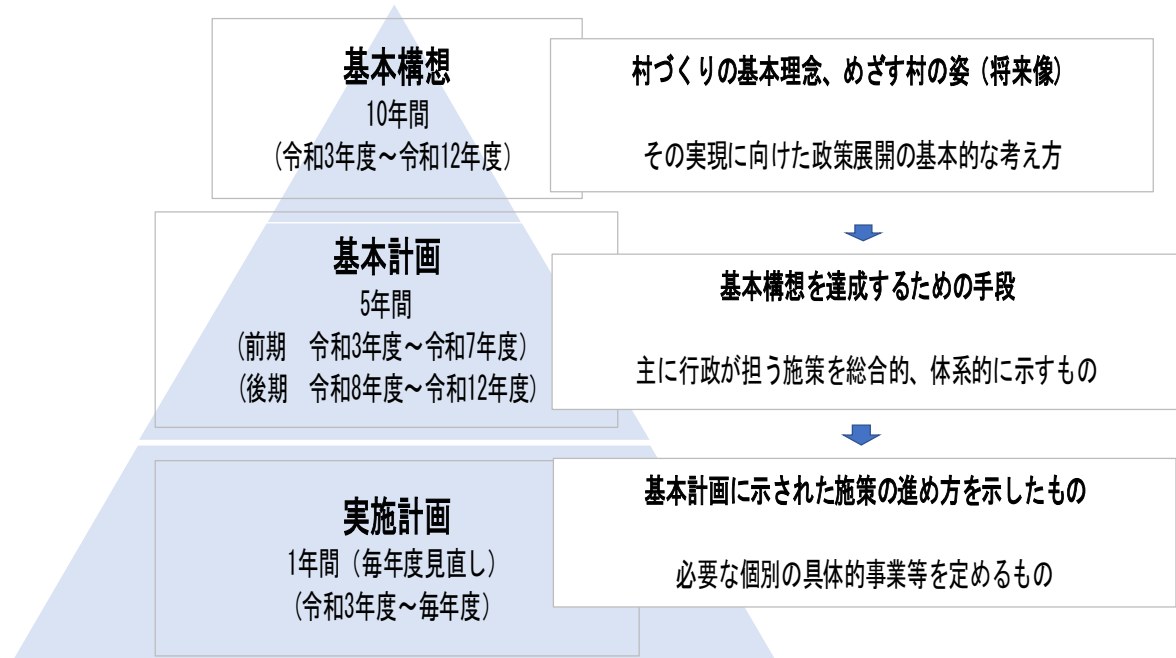 基本構想
10年間
(令和3年度～令和12年度)
村づくりの基本理念、めざす村の姿（将来像）
その実現に向けた政策展開の基本的な考え方
基本計画
5年間
(前期　令和3年度～令和7年度)
(後期　令和8年度～令和12年度)
基本構想を達成するための手段
主に行政が担う施策を総合的、体系的に示すもの
実施計画
1年間（毎年度見直し）
(令和3年度～毎年度)
基本計画に示された施策の進め方を示したもの
必要な個別の具体的事業等を定めるもの